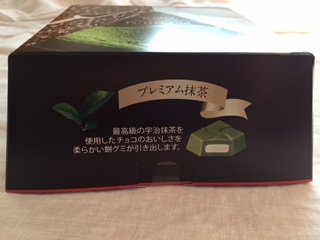 プレミアム抹茶
最高級の宇治抹茶を
使用したチョコのおいしさを
柔らかい餅グミが引き出します。